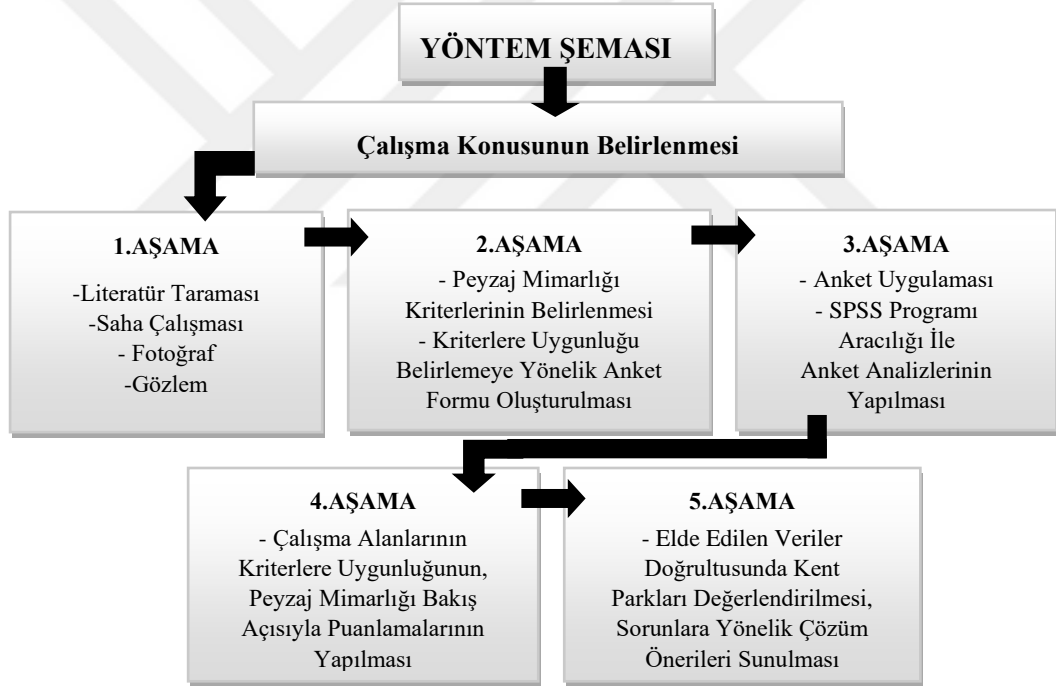 YÖNTEM ŞEMASI
Çalışma Konusunun Belirlenmesi
1.AŞAMA
-Literatür Taraması
-Saha Çalışması
- Fotoğraf
-Gözlem
2.AŞAMA
- Peyzaj Mimarlığı
Kriterlerinin Belirlenmesi
- Kriterlere Uygunluğu
Belirlemeye Yönelik Anket
Formu Oluşturulması
3.AŞAMA
- Anket Uygulaması
- SPSS Programı
Aracılığı İle
Anket Analizlerinin
Yapılması
4.AŞAMA
- Çalışma Alanlarının
Kriterlere Uygunluğunun,
Peyzaj Mimarlığı Bakış
Açısıyla Puanlamalarının
Yapılması
5.AŞAMA
- Elde Edilen Veriler
Doğrultusunda Kent
Parkları Değerlendirilmesi,
Sorunlara Yönelik Çözüm
Önerileri Sunulması